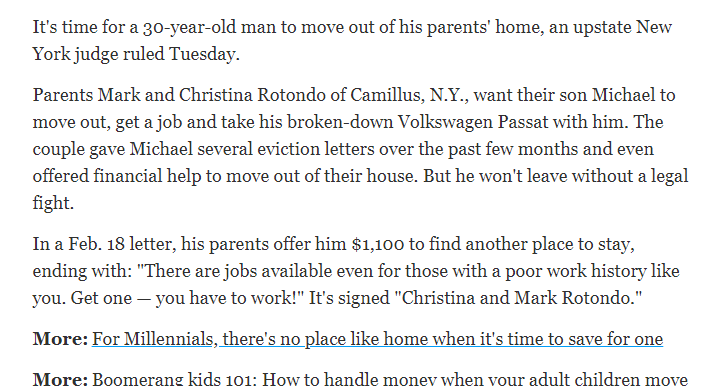 It's time for a 30-year-old man to move out of his parents' home, an upstate New
York judge ruled Tuesday.
Parents Mark and Christina Rotondo of Camillus, N.Y., want their son Michael to
move out, get a job and take his broken-down Volkswagen Passat with him. The
couple gave Michael several eviction letters over the past few months and even
offered financial help to move out of their house. But he won't leave without a legal
fight.
In a Feb. 18 letter, his parents offer him $1,100 to find another place to stay,
ending with: "There are jobs available even for those with a poor work history like
you. Get one — you have to work!" It's signed "Christina and Mark Rotondo."
More: For Millennials, there's no place like home when it's time to save for one
More: Boomerang kids 101: How to handle money when your adult children move